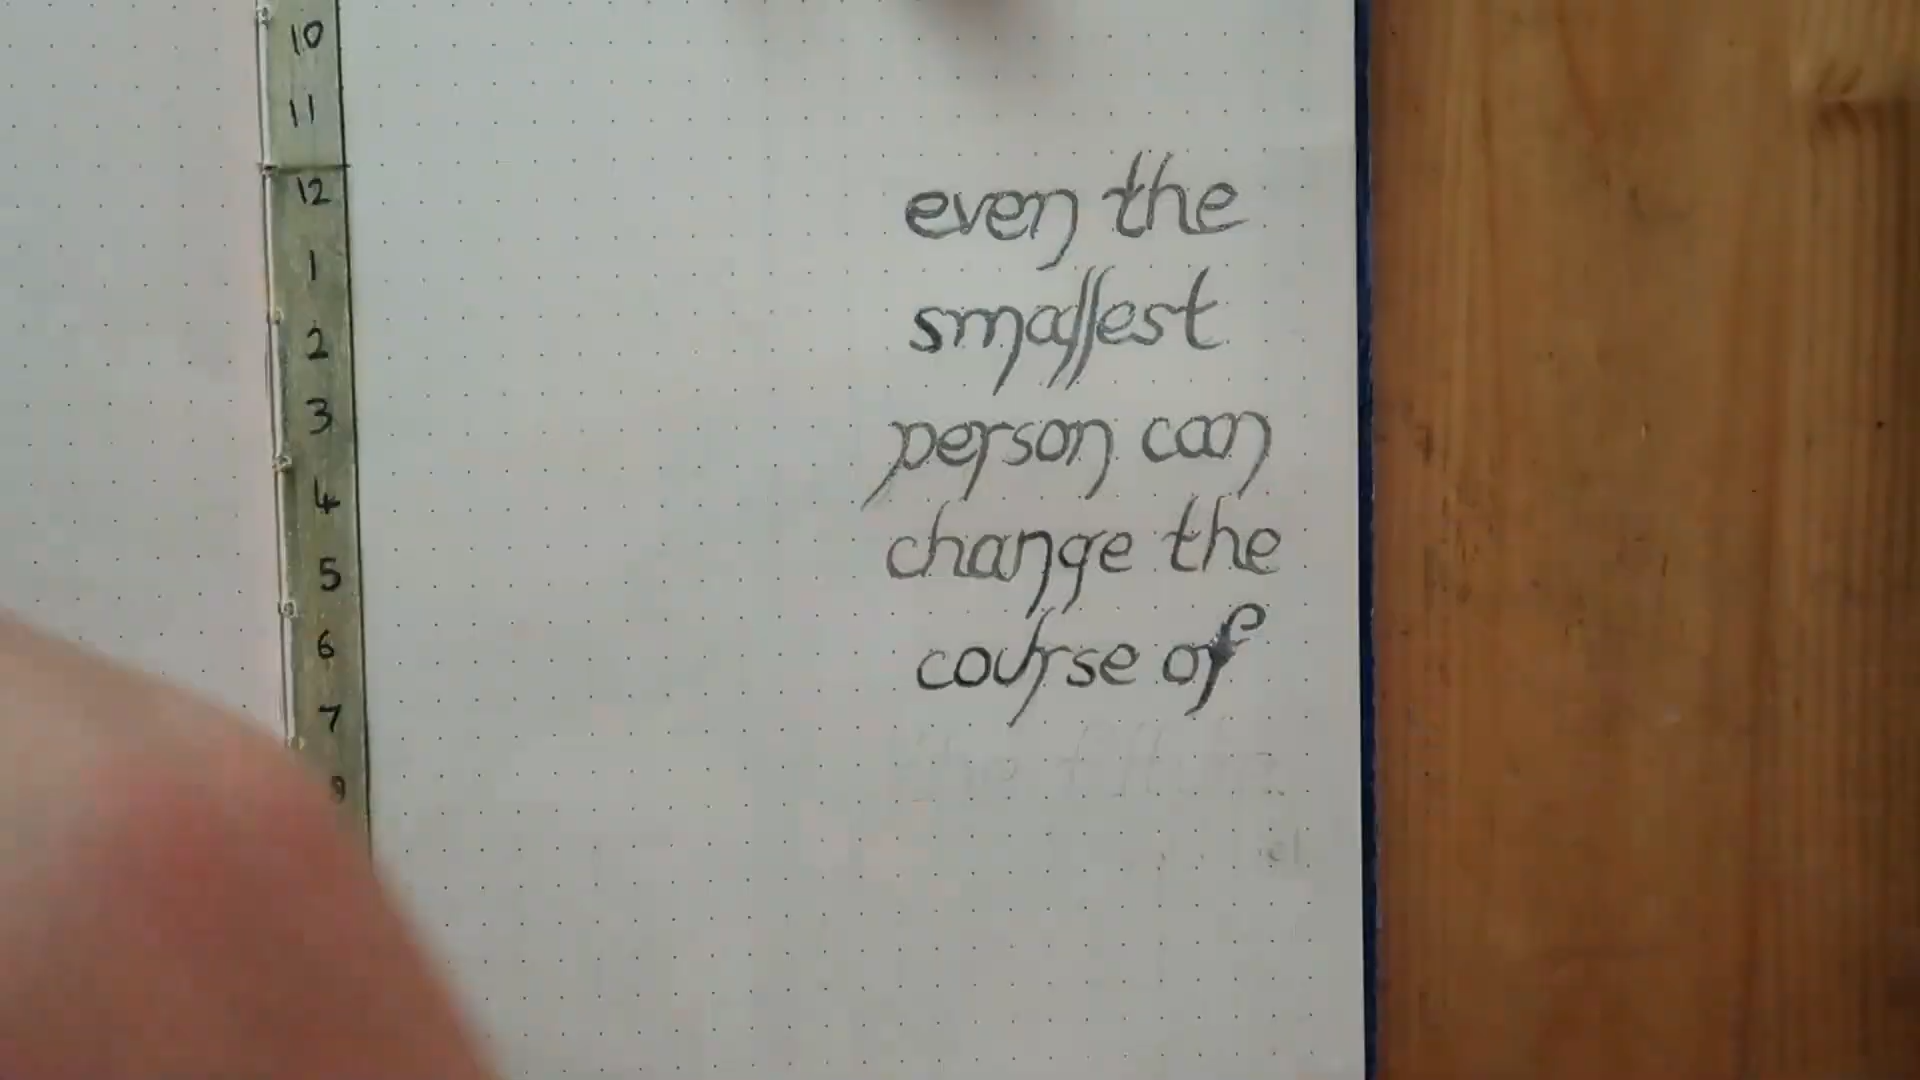 10
11
12
1
2
3
4
5
6
7
even the
smallest
person can
change the
course of